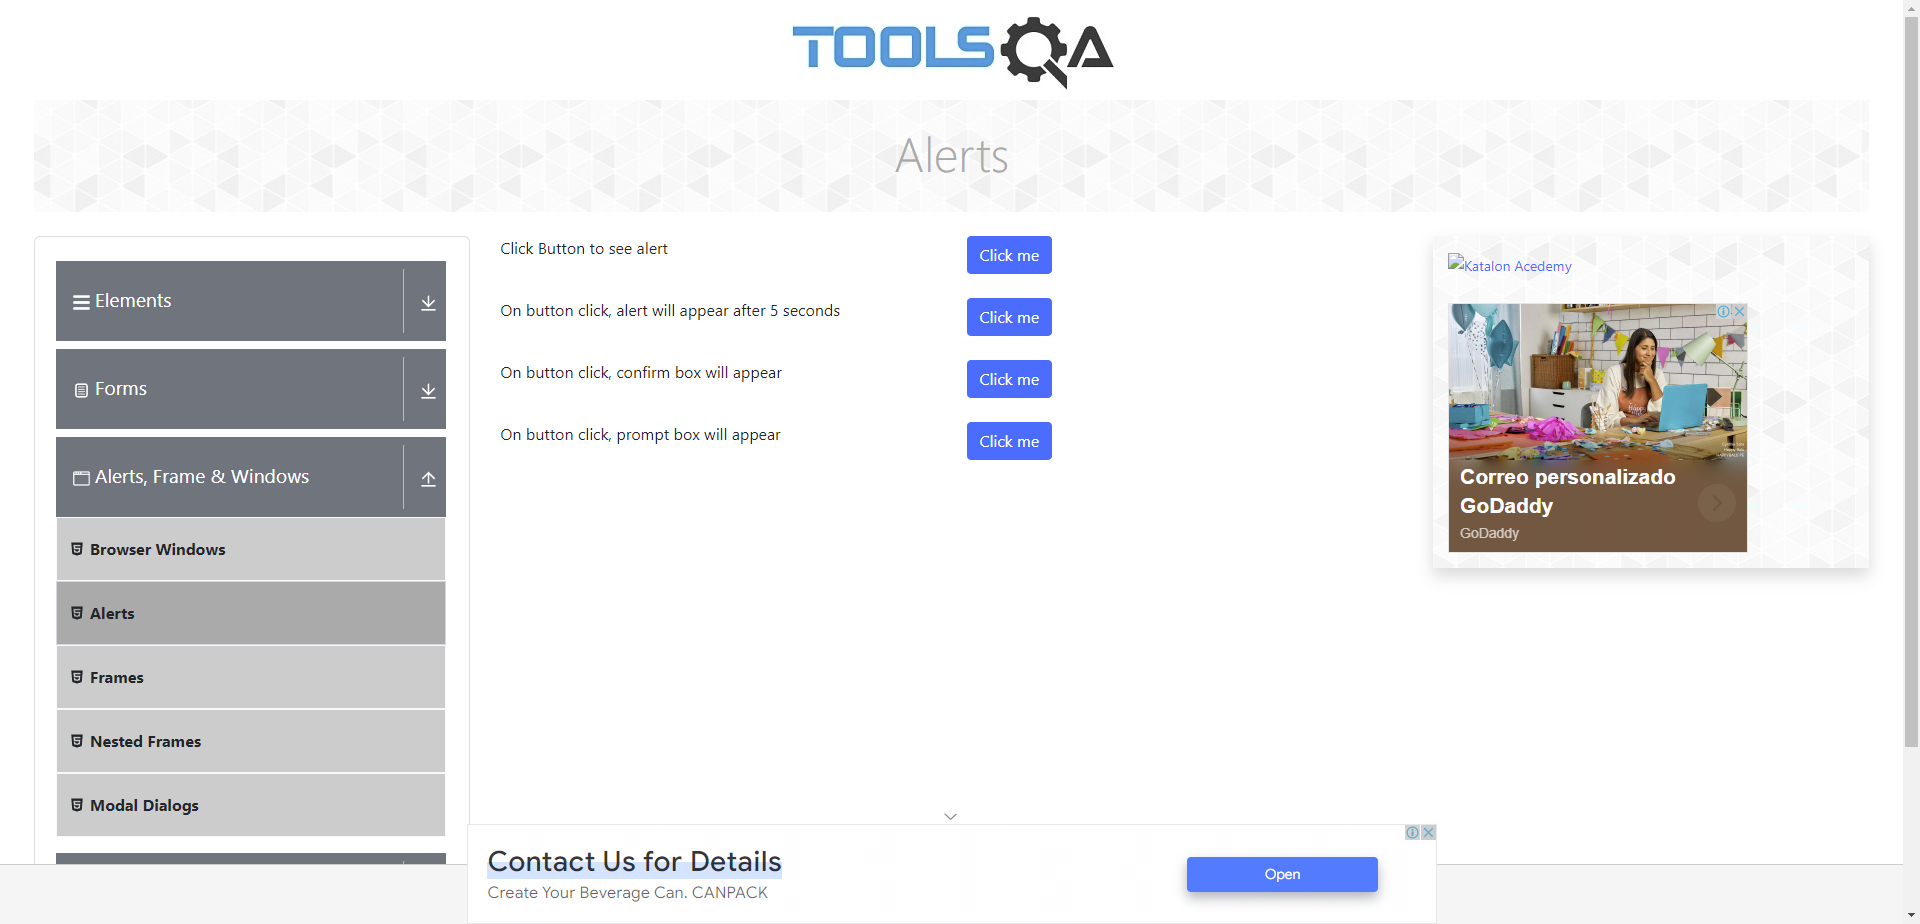 TOOLSQA
Alerts
Elements
Forms
Alerts, Frame & Windows
Browser Windows
Alerts
Frames
Nested Frames
Modal Dialogs
Click Button to see alert
Click me
On button click, alert will appear after 5 seconds
Click me
On button click, confirm box will appear
Click me
On button click, prompt box will appear
Click me
Katalon Acedemy
Correo personalizado
GoDaddy
GoDaddy
Contact Us for Details
Create Your Beverage Can. CANPACK
Open